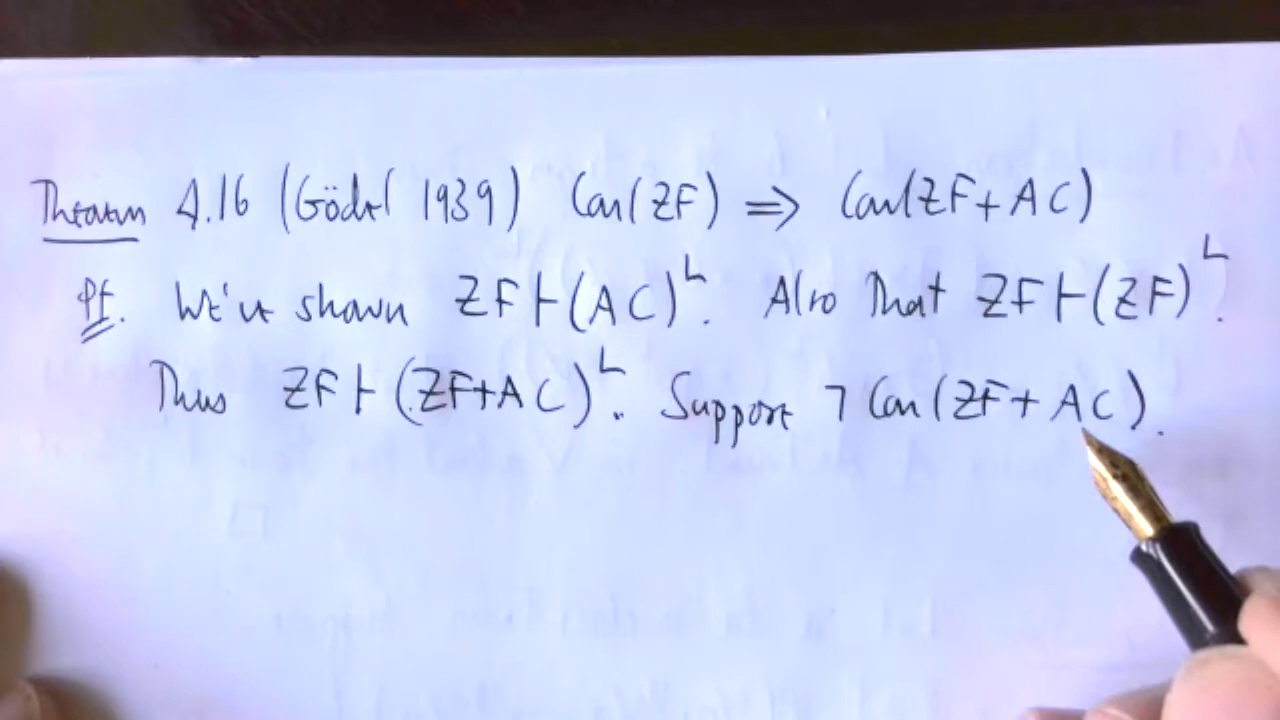 Theorem 4.16 (Gödel 1939) Con(ZF) ⇒ Con(ZF+AC)
Pf. We've shown ZF⊢(AC)^L. Also that ZF⊢(ZF)^L.
Thus ZF⊢(ZF+AC)^L. Suppose ¬Con(ZF+AC).